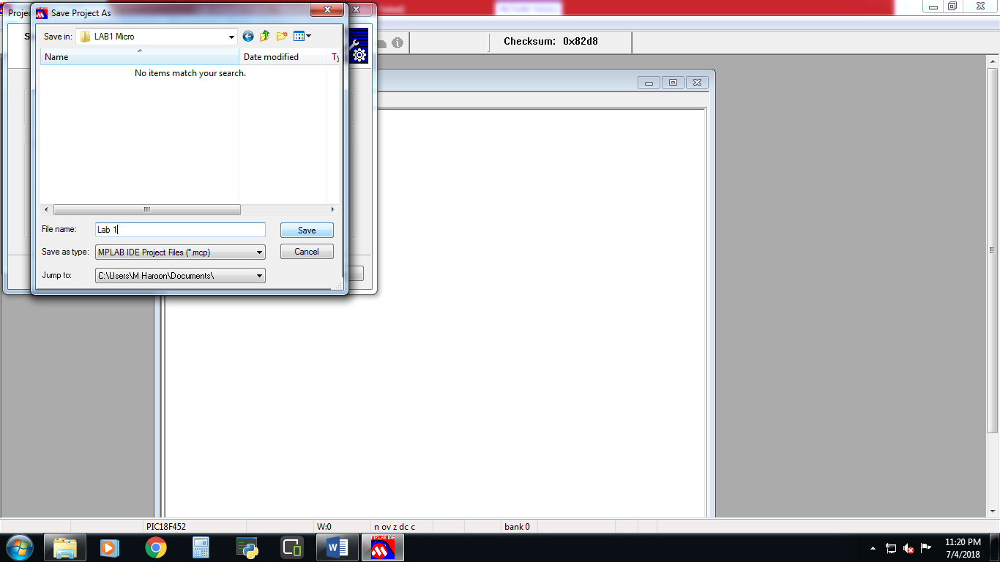 Projec
Save Project As
S
Save in:
LAB1 Micro
Checksum: 0x82d8
Name
Date modified
Ty
No items match your search.
File name:
Lab 1
Save
Save as type:
MPLAB IDE Project Files (*.mcp)
Cancel
Jump to:
C:\Users\M Haroon\Documents\
PIC18F452
W:0
n ov z dc c
bank 0
MPLAB IDE
11:20 PM
7/4/2018